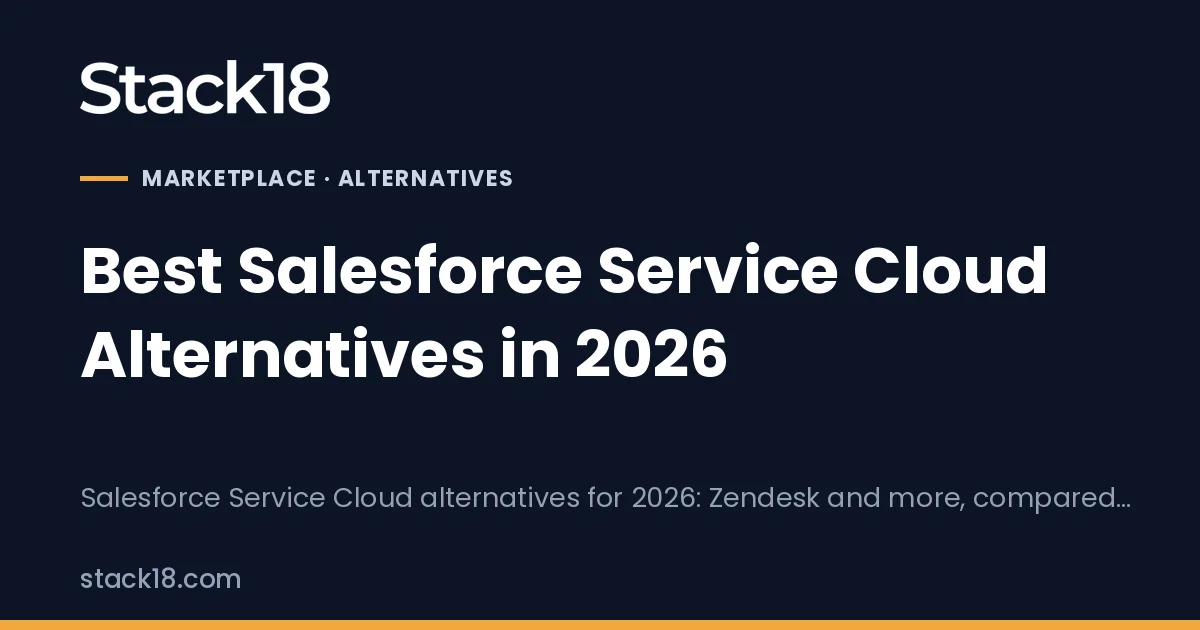 Stack18
MARKETPLACE · ALTERNATIVES
Best Salesforce Service Cloud
Alternatives in 2026
Salesforce Service Cloud alternatives for 2026: Zendesk and more, compared...
stack18.com